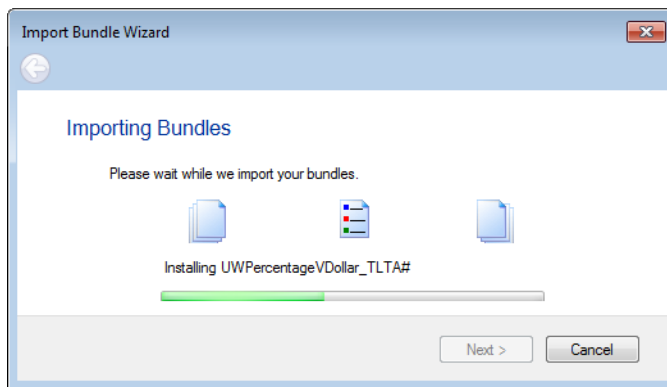 Import Bundle Wizard
Importing Bundles
Please wait while we import your bundles.
Installing UWPercentageVDollar_TLTA#
Next >
Cancel